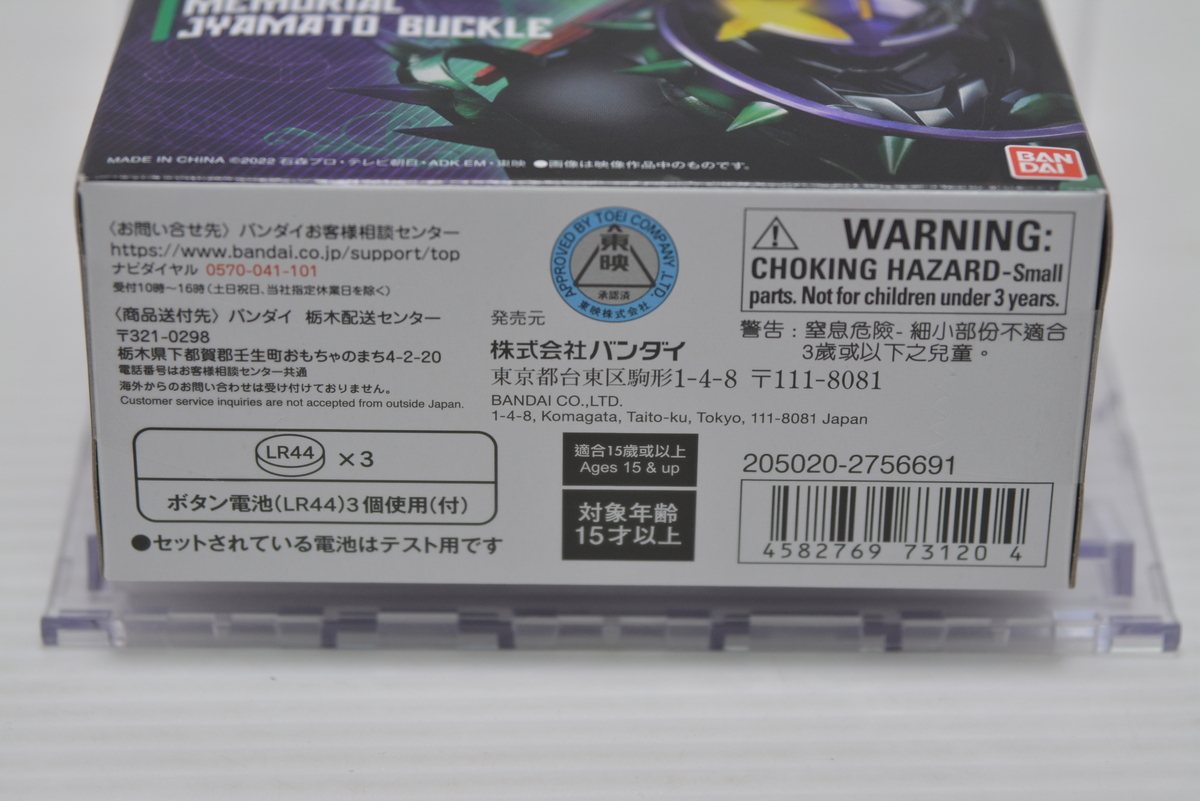 MEMORIAL
JYAMATO BUCKLE
MADE IN CHINA ©2022 石森プロ・テレビ朝日・ADK EM・東映 ●画像は映像作品中のものです。
BAN
DAI
〈お問い合せ先〉バンダイお客様相談センター
https://www.bandai.co.jp/support/top
ナビダイヤル 0570-041-101
受付10時〜16時(土日祝日、当社指定休業日を除く)
〈商品送付先〉バンダイ 栃木配送センター
〒321-0298
栃木県下都賀郡壬生町おもちゃのまち4-2-20
電話番号はお客様相談センター共通
海外からのお問い合わせは受け付けておりません。
Customer service inquiries are not accepted from outside Japan.
LR44 ×3
ボタン電池(LR44)3個使用(付)
●セットされている電池はテスト用です
APPROVED BY TOEI COMPANY, LTD.
東
映
承認済
東映株式会社
発売元
株式会社バンダイ
東京都台東区駒形1-4-8 〒111-8081
BANDAI CO.,LTD.
1-4-8, Komagata, Taito-ku, Tokyo, 111-8081 Japan
適合15歲或以上
Ages 15 & up
対象年齢
15才以上
WARNING:
CHOKING HAZARD-Small
parts. Not for children under 3 years.
警告:窒息危險-細小部份不適合
3歲或以下之兒童。
205020-2756691
4582769 73120 4